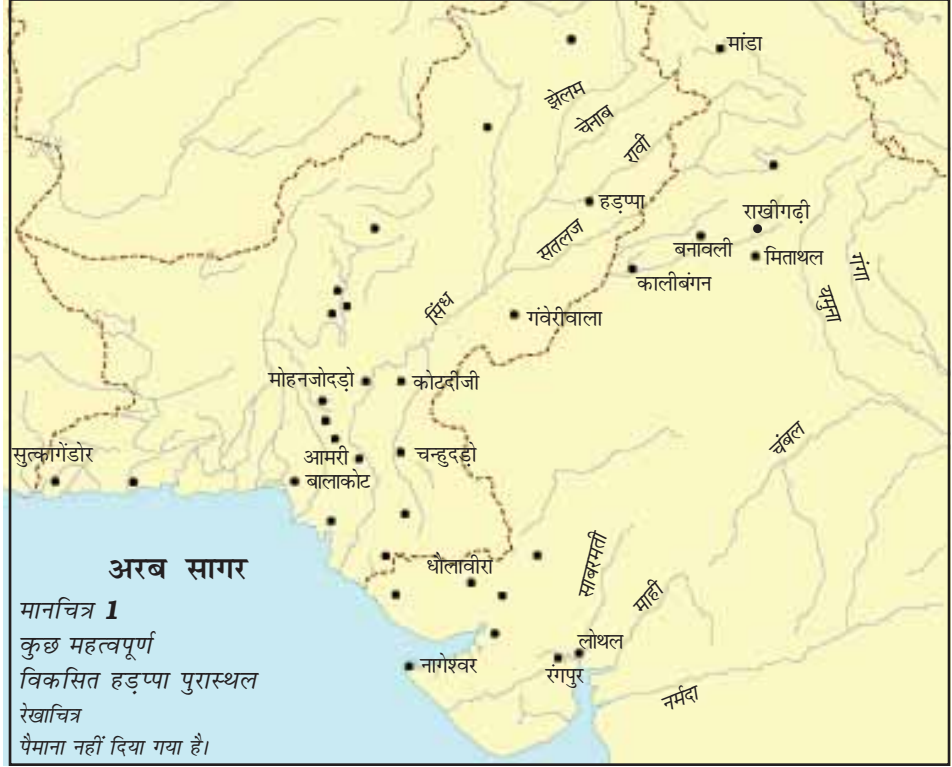 मांडा
झेलम
चेनाब
रावी
हड़प्पा
राखीगढ़ी
सतलज
बनावली
मिताथल
गंगा
कालीबंगन
यमुना
सिंध
गंवेरीवाला
मोहनजोदड़ो
कोटदीजी
चंबल
सुत्कागेंडोर
आमरी
चन्हुदड़ो
बालाकोट
अरब सागर
धौलावीरा
साबरमती
माही
मानचित्र 1
कुछ महत्वपूर्ण
विकसित हड़प्पा पुरास्थल
रेखाचित्र
पैमाना नहीं दिया गया है।
नागेश्वर
लोथल
रंगपुर
नर्मदा